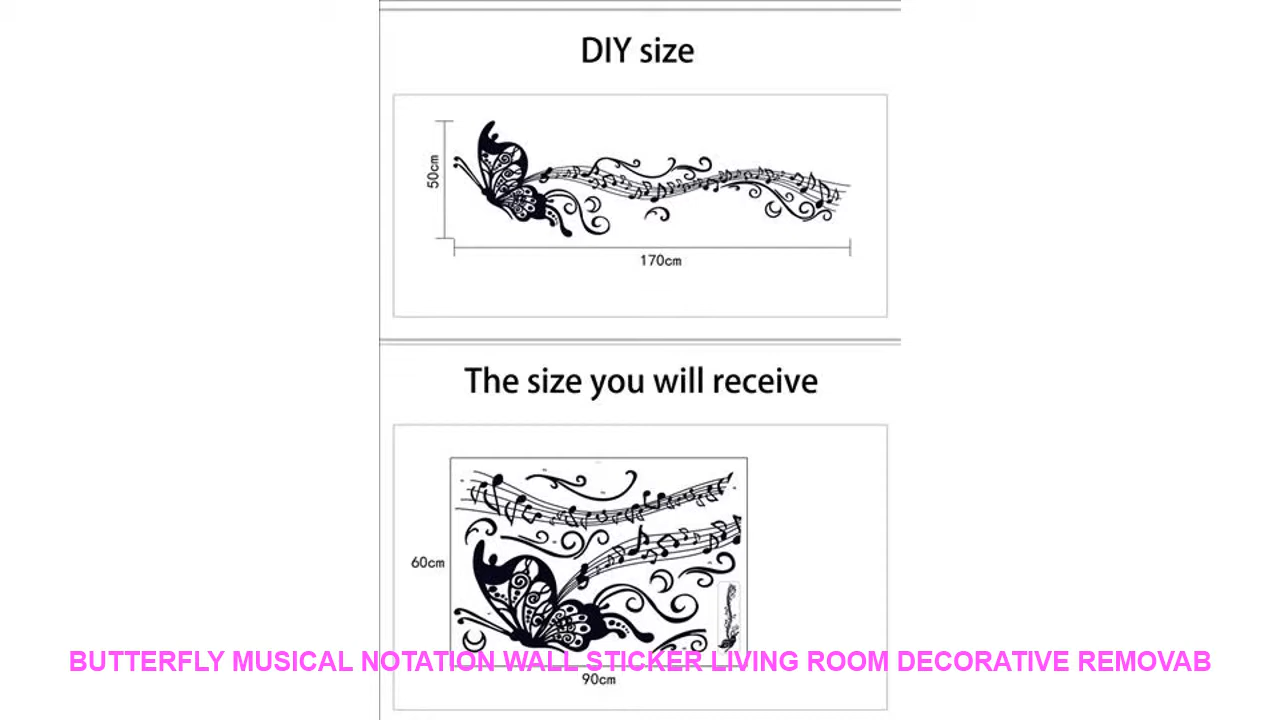 DIY size
50cm
170cm
The size you will receive
60cm
BUTTERFLY MUSICAL NOTATION WALL STICKER LIVING ROOM DECORATIVE REMOVAB
90cm